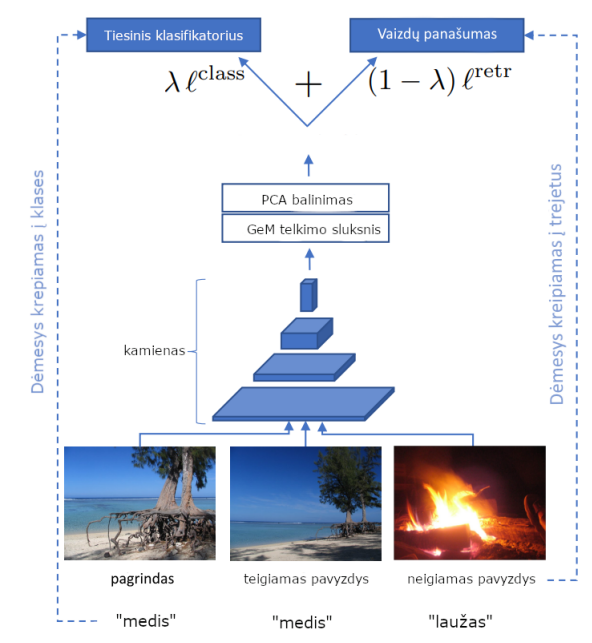 Tiesinis klasifikatorius
Vaizdų panašumas
λ ℓ^class + (1 − λ) ℓ^retr
PCA balinimas
GeM telkimo sluksnis
kamienas
Dėmesys krepiamas į klases
Dėmesys kreipiamas į trejetus
pagrindas
teigiamas pavyzdys
neigiamas pavyzdys
"medis"
"medis"
"laužas"